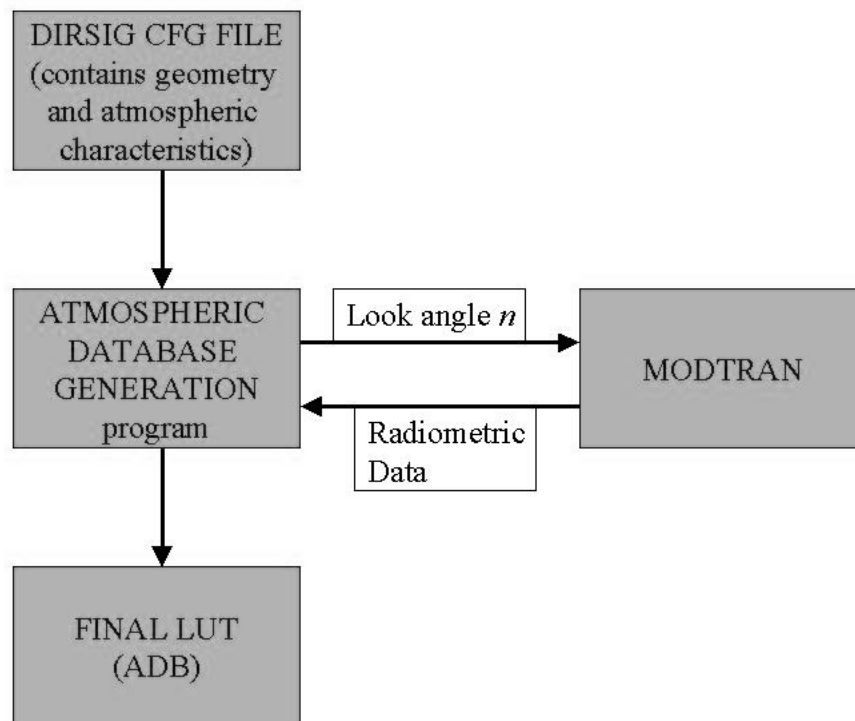 DIRSIG CFG FILE
(contains geometry
and atmospheric
characteristics)
ATMOSPHERIC
DATABASE
GENERATION
program
Look angle n
MODTRAN
Radiometric
Data
FINAL LUT
(ADB)